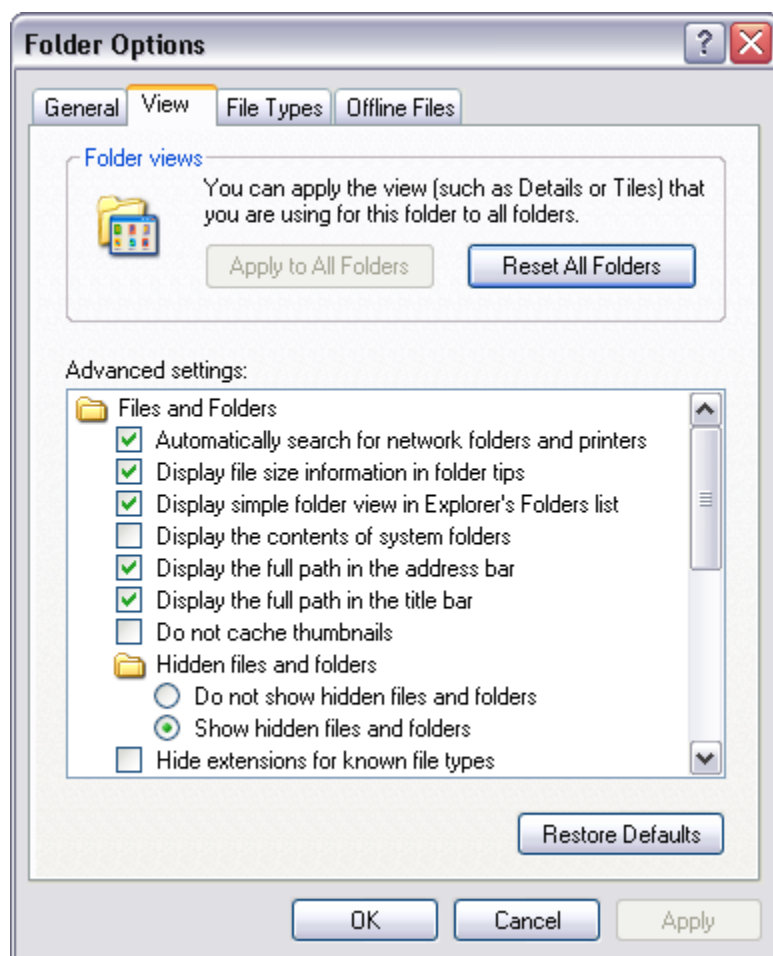 Folder Options
General View File Types Offline Files
Folder views
You can apply the view (such as Details or Tiles) that
you are using for this folder to all folders.
Apply to All Folders Reset All Folders
Advanced settings:
Files and Folders
Automatically search for network folders and printers
Display file size information in folder tips
Display simple folder view in Explorer's Folders list
Display the contents of system folders
Display the full path in the address bar
Display the full path in the title bar
Do not cache thumbnails
Hidden files and folders
Do not show hidden files and folders
Show hidden files and folders
Hide extensions for known file types
Restore Defaults
OK Cancel Apply